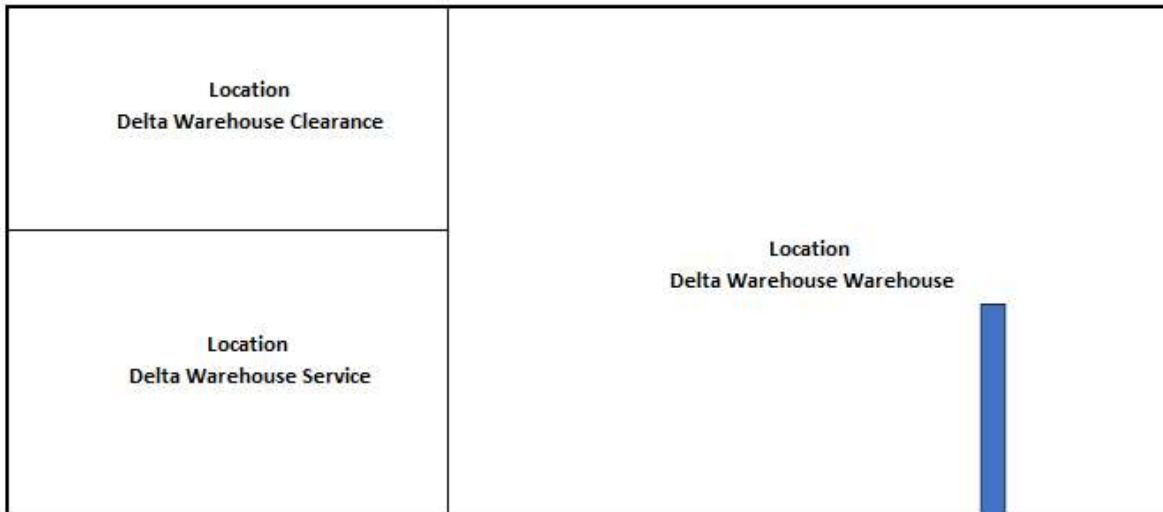 Location
Delta Warehouse Clearance
Location
Delta Warehouse Service
Location
Delta Warehouse Warehouse